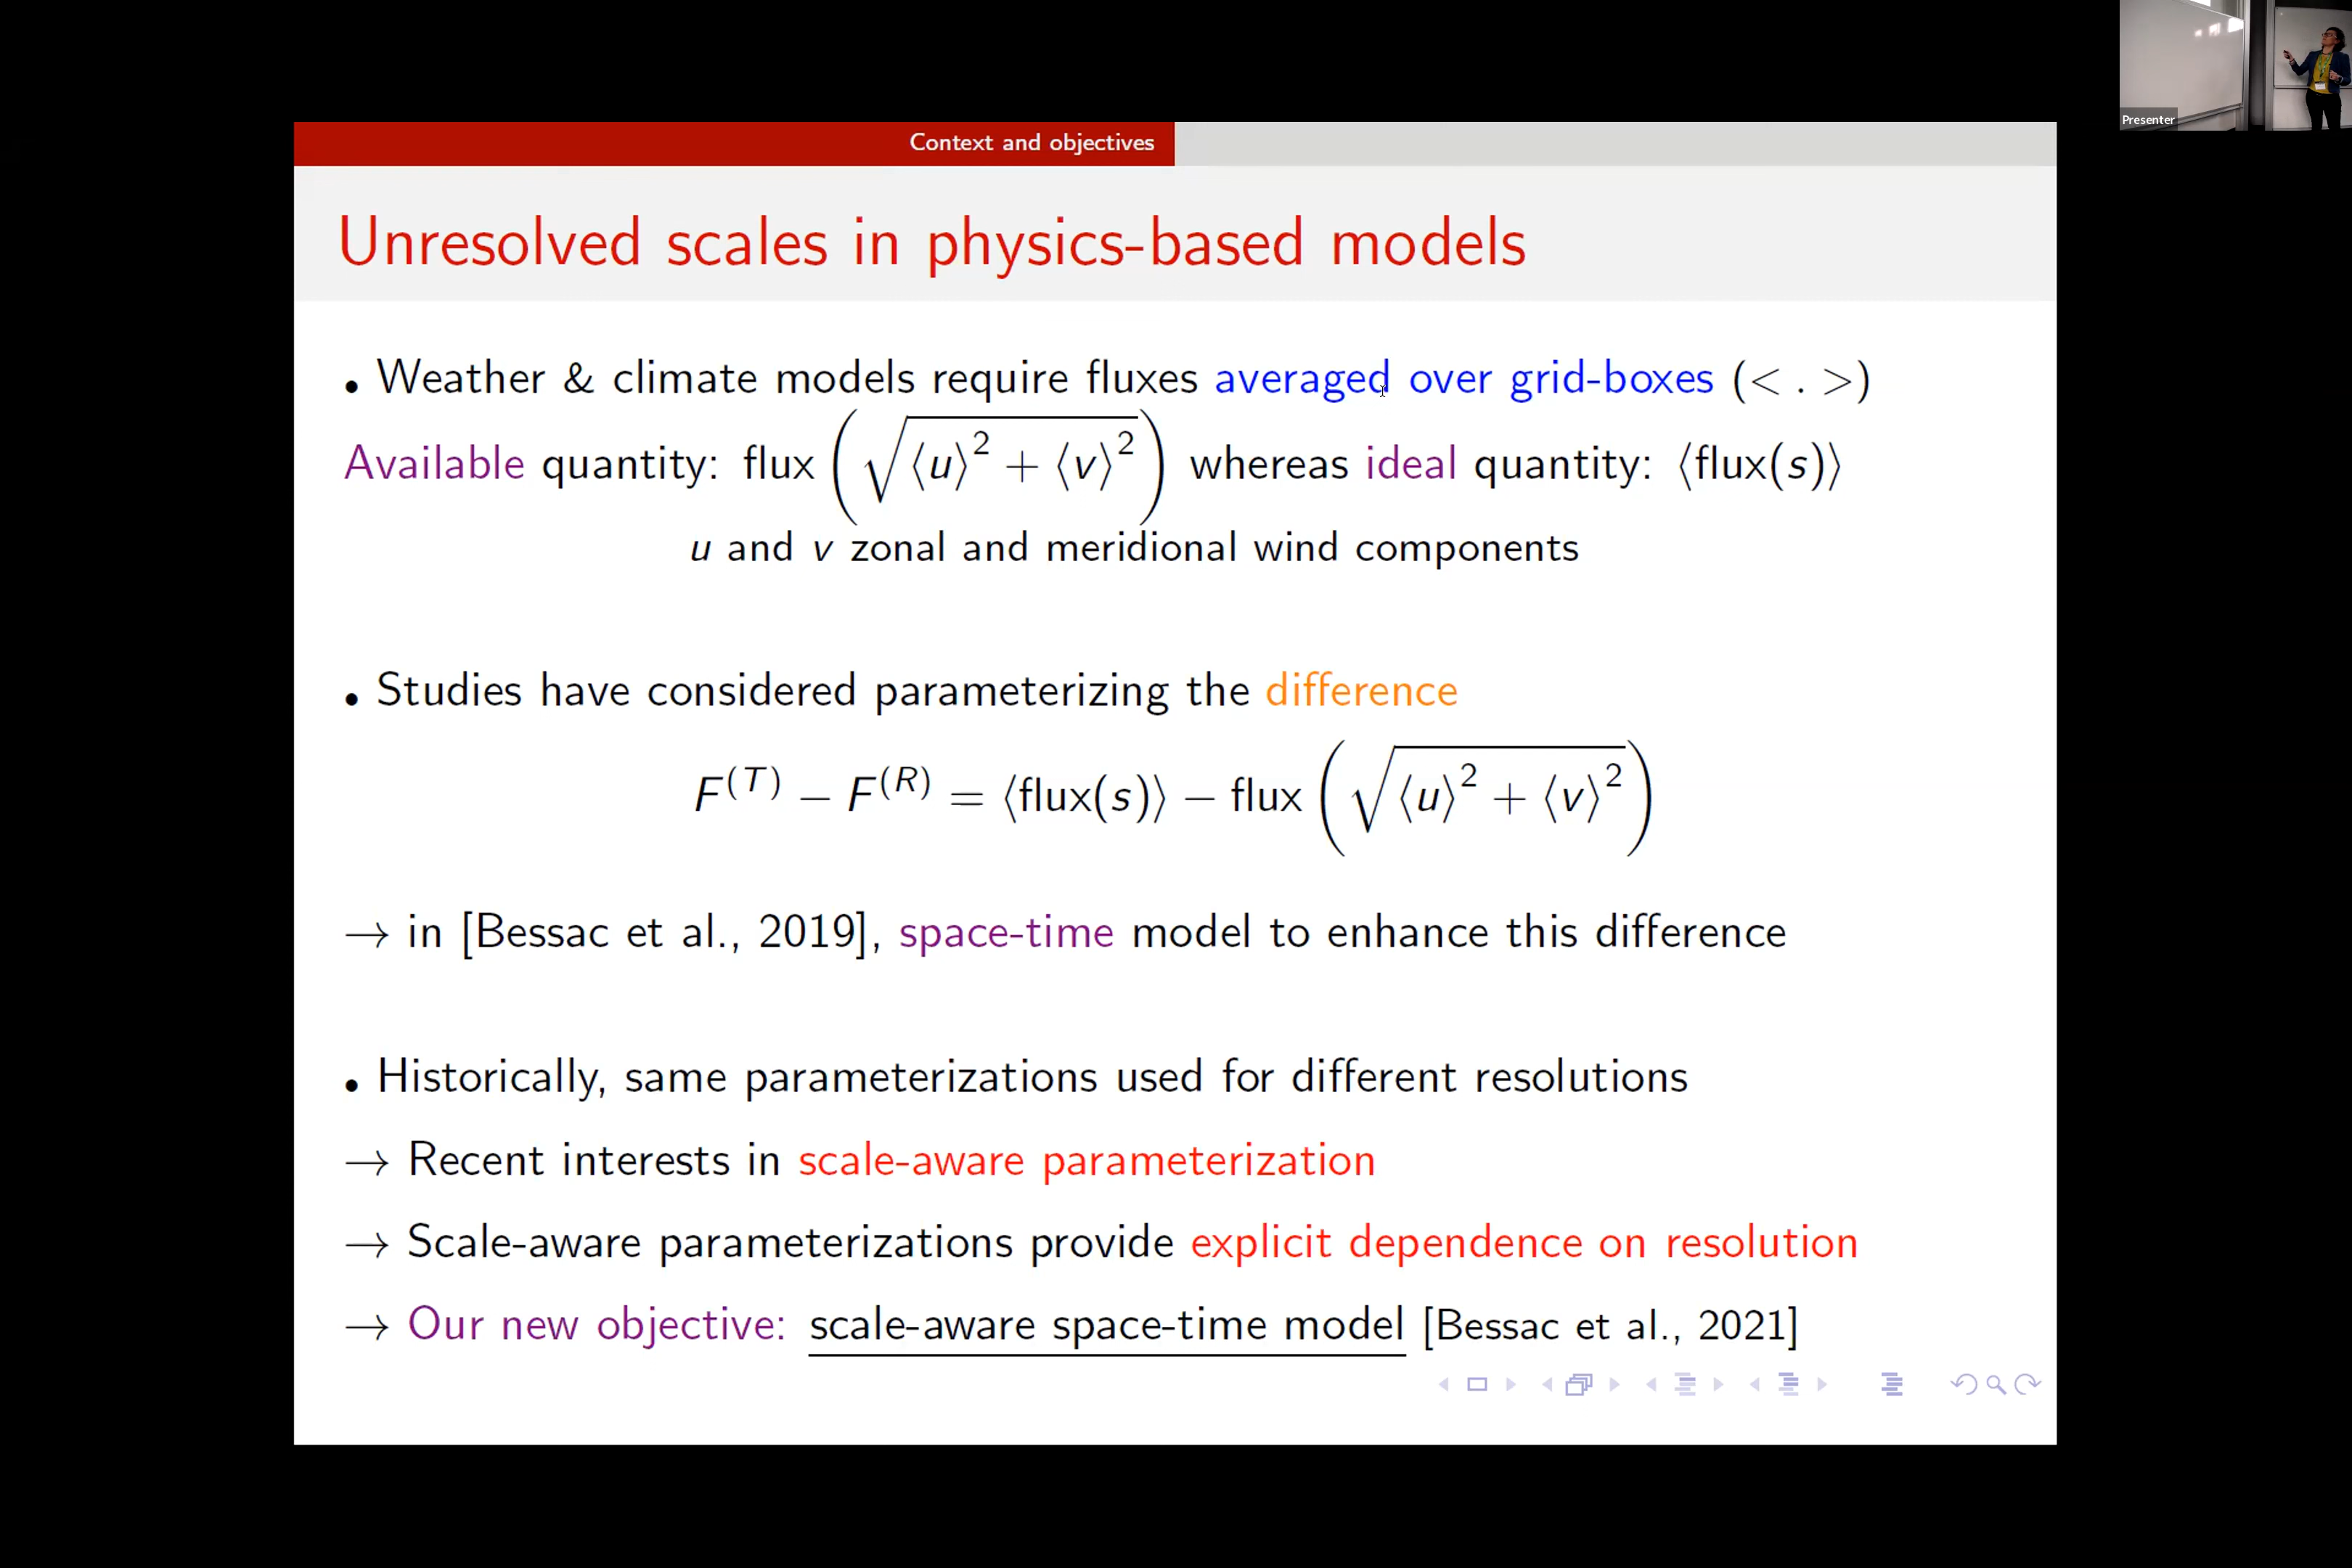 Presenter
Context and objectives
Unresolved scales in physics-based models
• Weather & climate models require fluxes averaged over grid-boxes (< . >)
Available quantity: flux (√(⟨u⟩² + ⟨v⟩²)) whereas ideal quantity: ⟨flux(s)⟩
u and v zonal and meridional wind components
• Studies have considered parameterizing the difference
F^(T) − F^(R) = ⟨flux(s)⟩ − flux (√(⟨u⟩² + ⟨v⟩²))
→ in [Bessac et al., 2019], space-time model to enhance this difference
• Historically, same parameterizations used for different resolutions
→ Recent interests in scale-aware parameterization
→ Scale-aware parameterizations provide explicit dependence on resolution
→ Our new objective: scale-aware space-time model [Bessac et al., 2021]